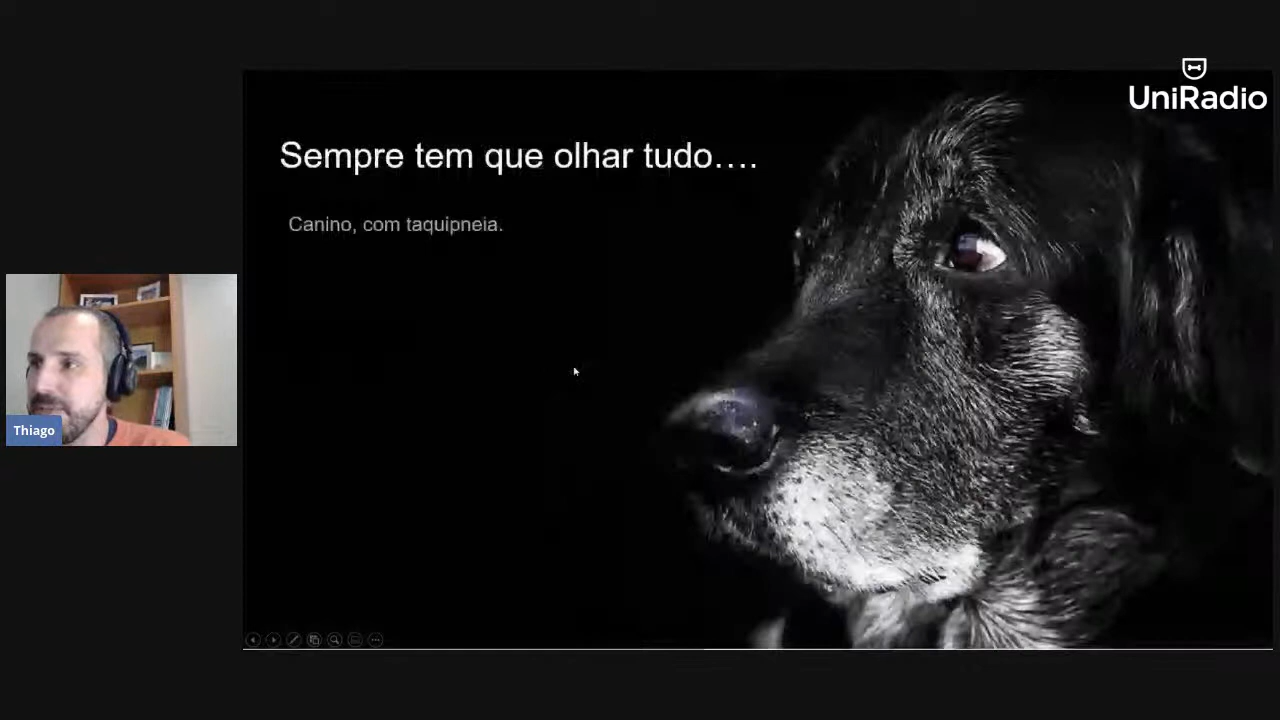 UniRadio
Sempre tem que olhar tudo....
Canino, com taquipneia.
Thiago